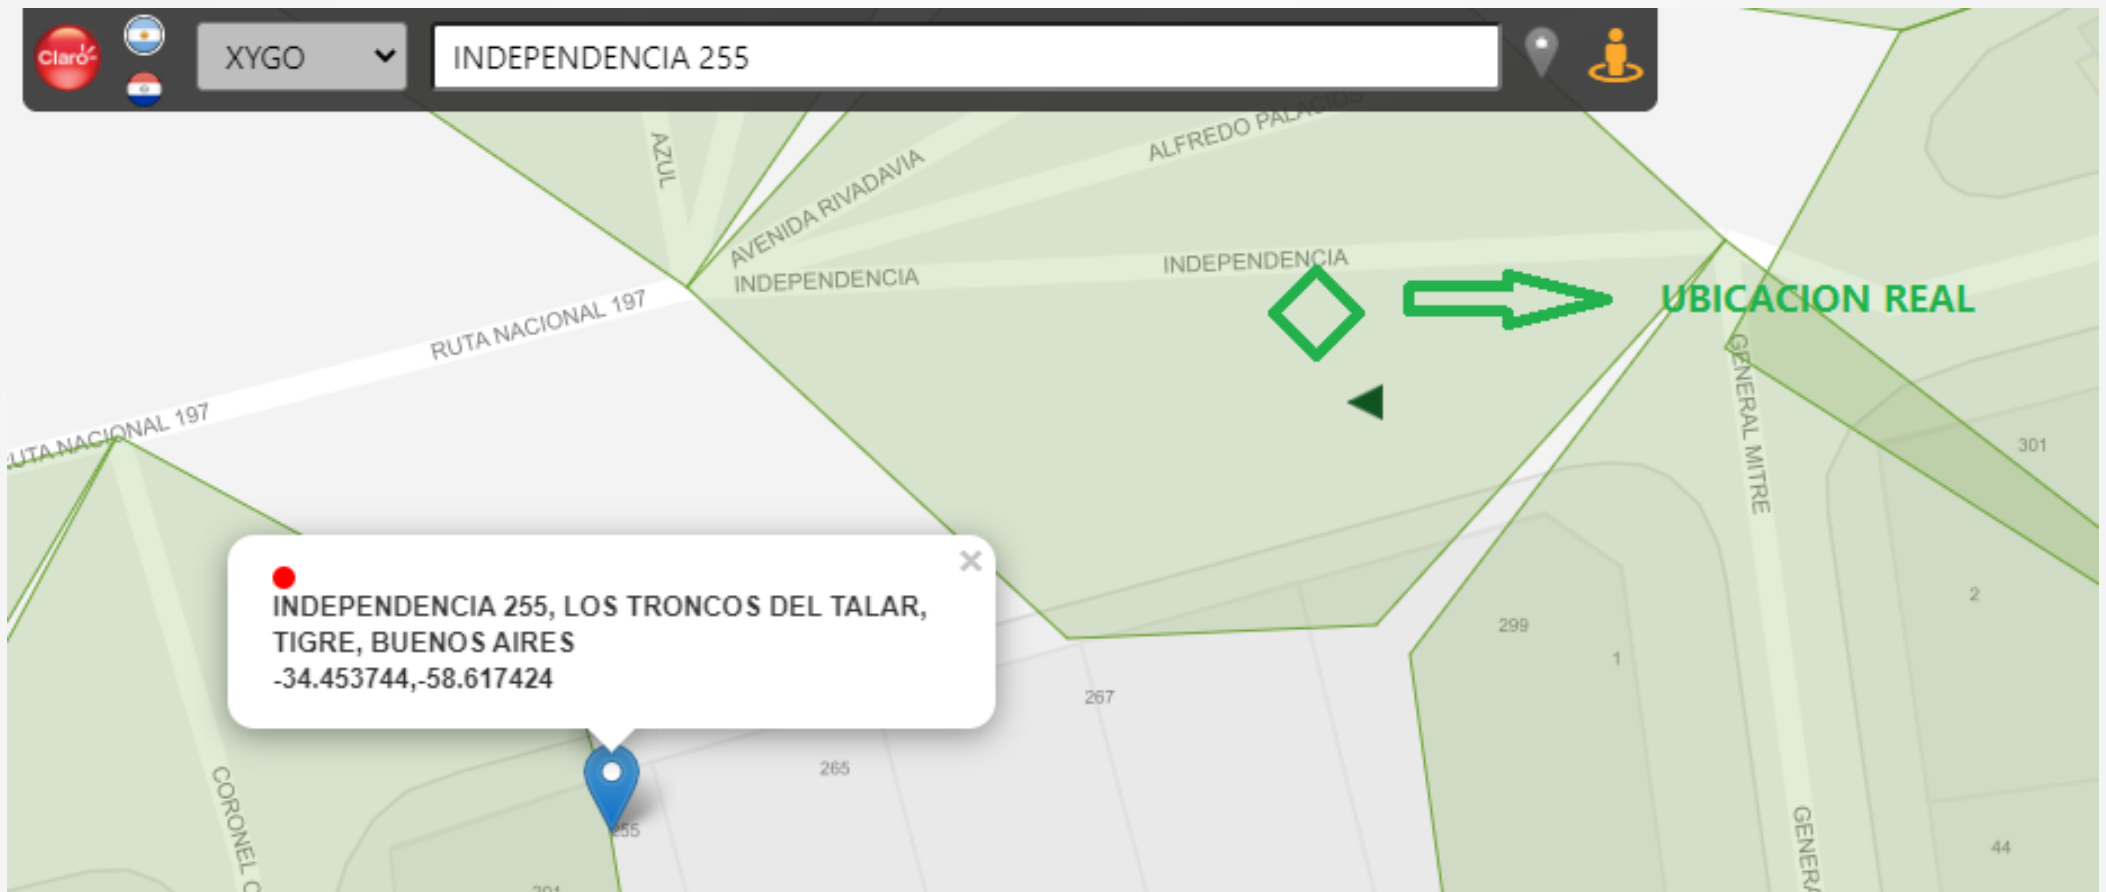 Claro
XYGO
INDEPENDENCIA 255
AZUL
AVENIDA RIVADAVIA
ALFREDO PALACIOS
INDEPENDENCIA
INDEPENDENCIA
UBICACION REAL
RUTA NACIONAL 197
RUTA NACIONAL 197
GENERAL MITRE
301
INDEPENDENCIA 255, LOS TRONCOS DEL TALAR,
TIGRE, BUENOS AIRES
-34.453744,-58.617424
×
2
299
1
267
265
255
CORONEL
GENERA
44